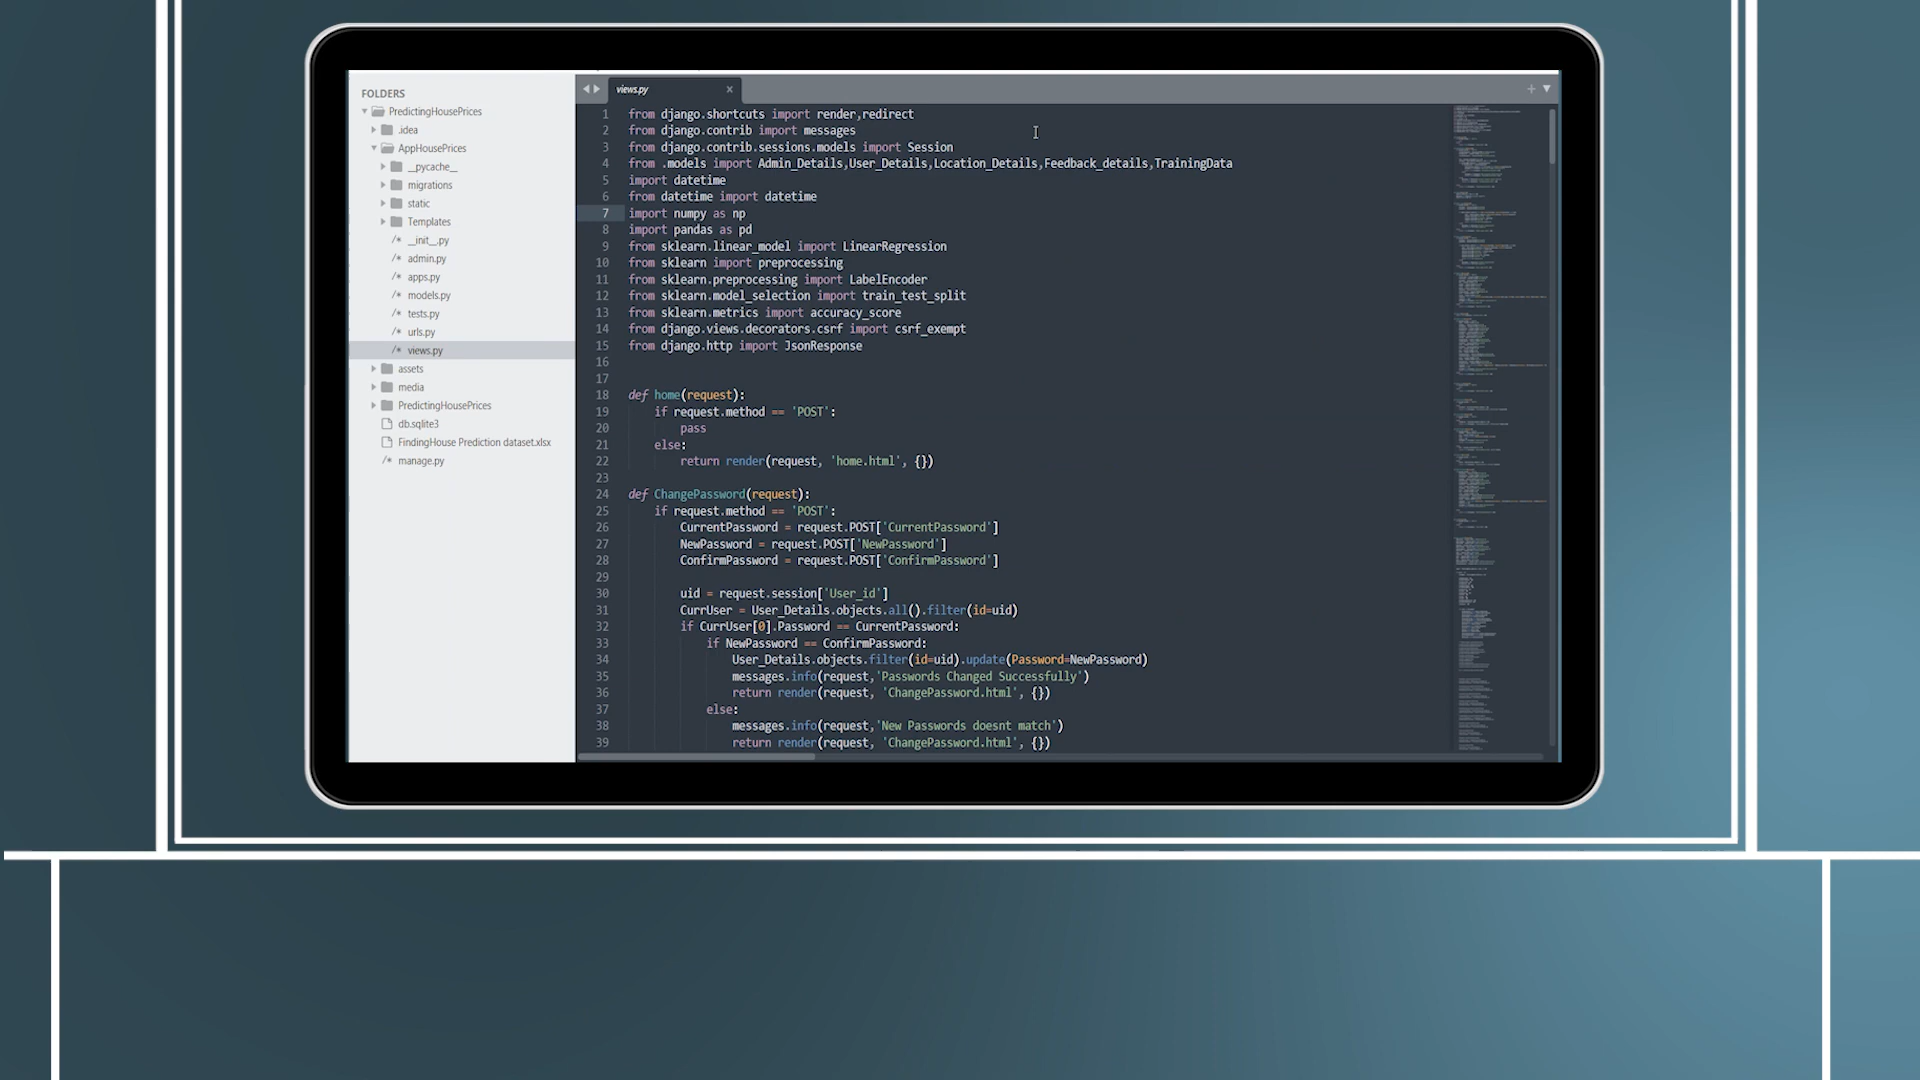 FOLDERS
PredictingHousePrices
.idea
AppHousePrices
__pycache__
migrations
static
Templates
/* __init__.py
/* admin.py
/* apps.py
/* models.py
/* tests.py
/* urls.py
/* views.py
assets
media
PredictingHousePrices
db.sqlite3
FindingHouse Prediction dataset.xlsx
/* manage.py
views.py
1 from django.shortcuts import render,redirect
2 from django.contrib import messages
3 from django.contrib.sessions.models import Session
4 from .models import Admin_Details,User_Details,Location_Details,Feedback_details,TrainingData
5 import datetime
6 from datetime import datetime
7 import numpy as np
8 import pandas as pd
9 from sklearn.linear_model import LinearRegression
10 from sklearn import preprocessing
11 from sklearn.preprocessing import LabelEncoder
12 from sklearn.model_selection import train_test_split
13 from sklearn.metrics import accuracy_score
14 from django.views.decorators.csrf import csrf_exempt
15 from django.http import JsonResponse
16
17
18 def home(request):
19 if request.method == 'POST':
20 pass
21 else:
22 return render(request, 'home.html', {})
23
24 def ChangePassword(request):
25 if request.method == 'POST':
26 CurrentPassword = request.POST['CurrentPassword']
27 NewPassword = request.POST['NewPassword']
28 ConfirmPassword = request.POST['ConfirmPassword']
29
30 uid = request.session['User_id']
31 CurrUser = User_Details.objects.all().filter(id=uid)
32 if CurrUser[0].Password == CurrentPassword:
33 if NewPassword == ConfirmPassword:
34 User_Details.objects.filter(id=uid).update(Password=NewPassword)
35 messages.info(request,'Passwords Changed Successfully')
36 return render(request, 'ChangePassword.html', {})
37 else:
38 messages.info(request,'New Passwords doesnt match')
39 return render(request, 'ChangePassword.html', {})